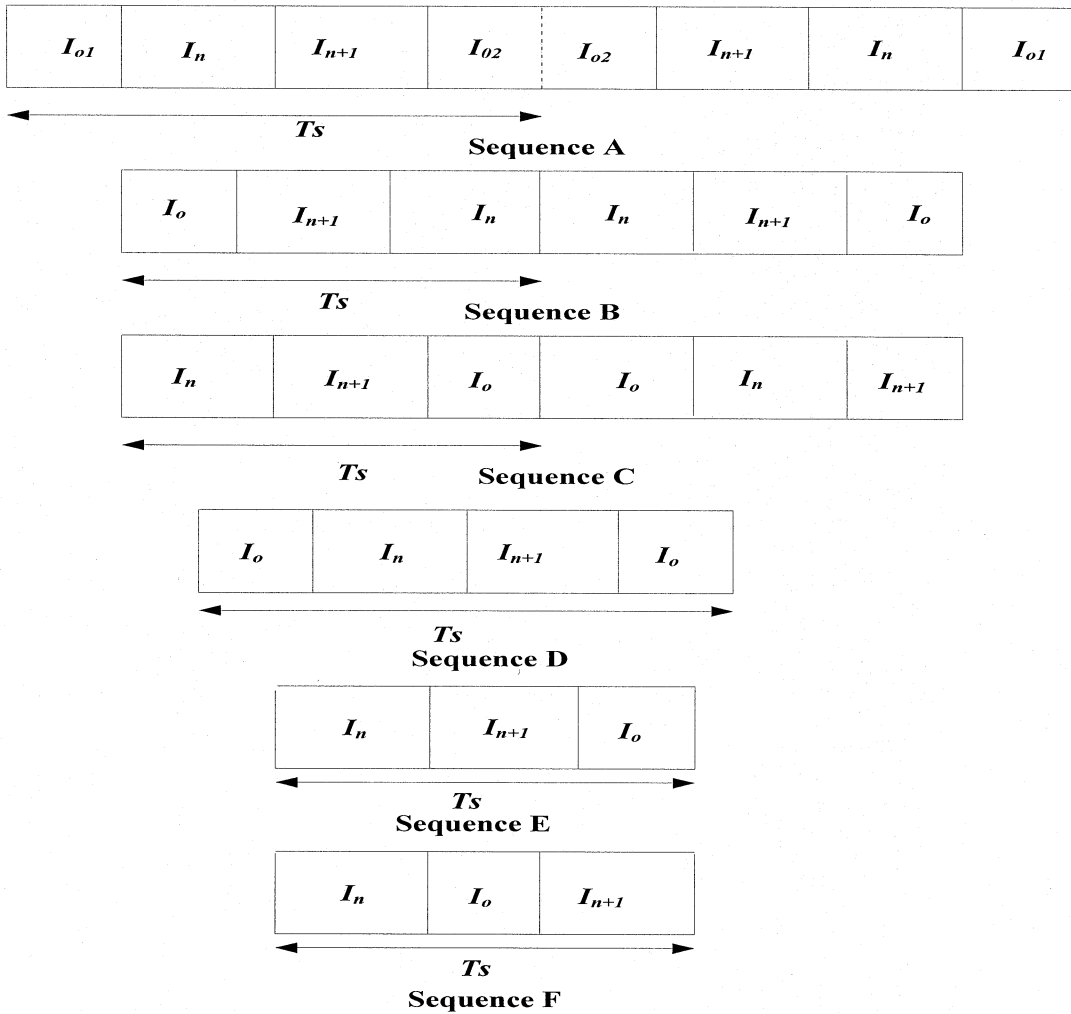 Io1 In In+1 I02 Io2 In+1 In Io1
Ts
Sequence A
Io In+1 In In In+1 Io
Ts
Sequence B
In In+1 Io Io In In+1
Ts
Sequence C
Io In In+1 Io
Ts
Sequence D
In In+1 Io
Ts
Sequence E
In Io In+1
Ts
Sequence F